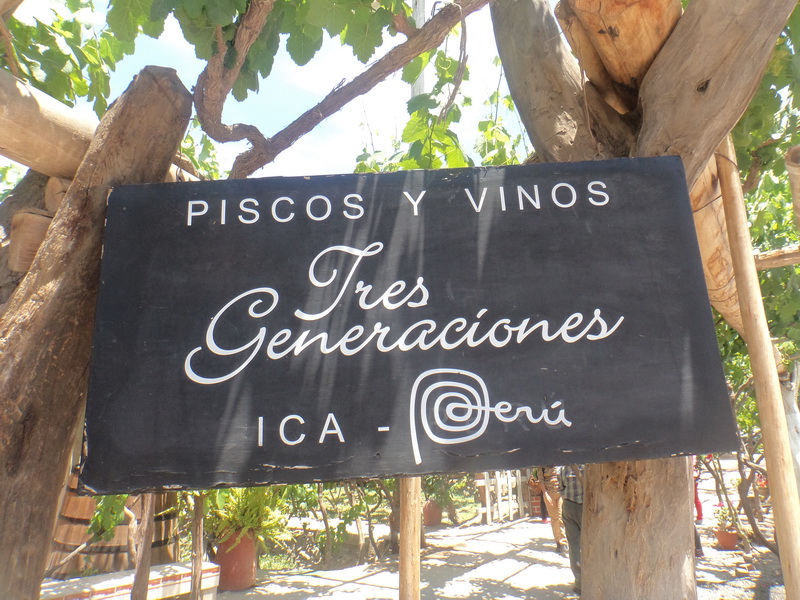 PISCOS Y VINOS
Tres
Generaciones
ICA - Perú